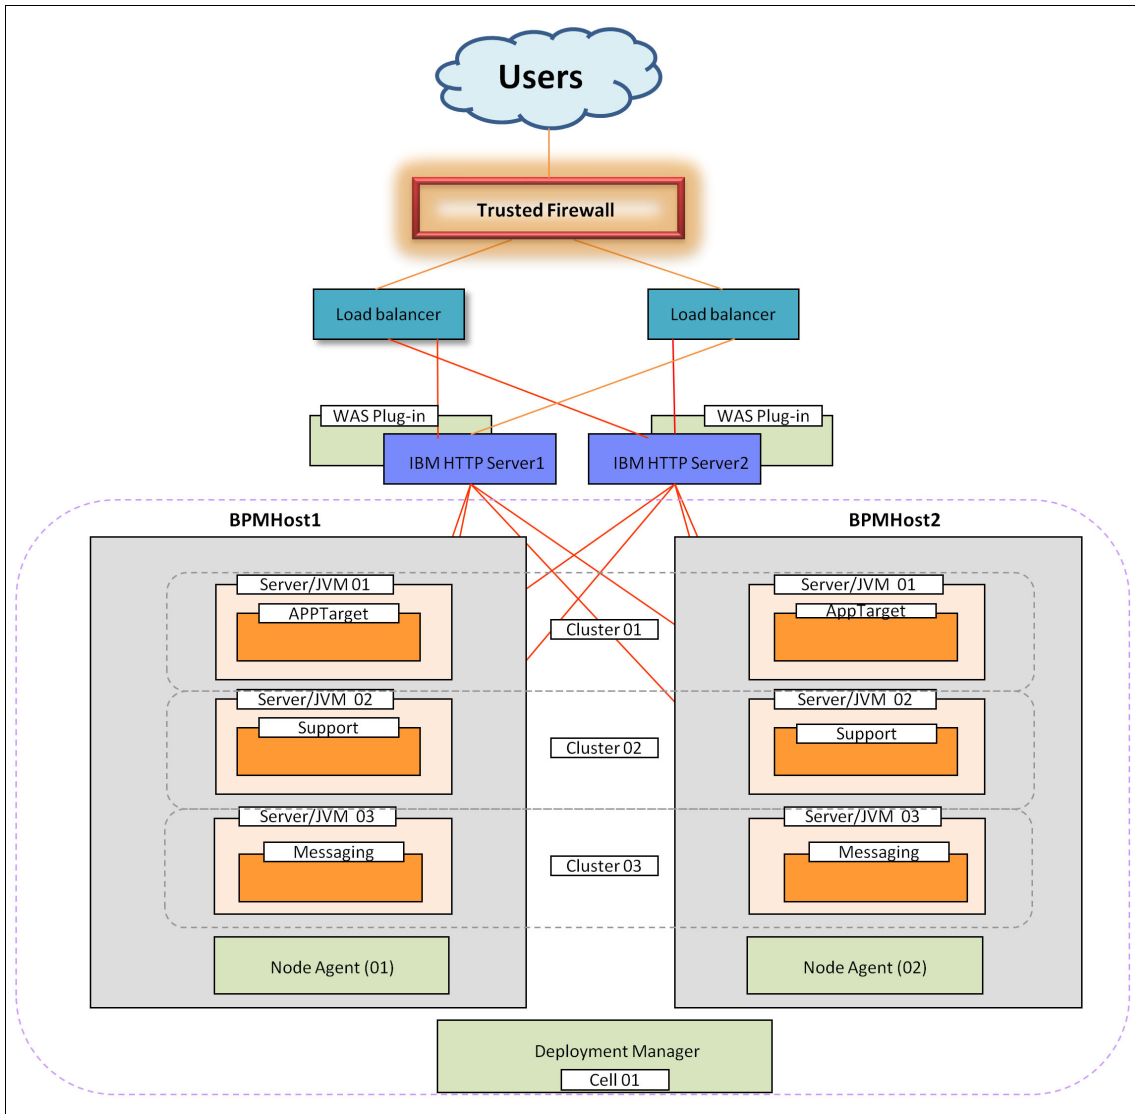 Users
Trusted Firewall
Load balancer
Load balancer
WAS Plug-in
WAS Plug-in
IBM HTTP Server1
IBM HTTP Server2
BPMHost1
BPMHost2
Server/JVM 01
Server/JVM 01
APPTarget
AppTarget
Cluster 01
Server/JVM 02
Server/JVM 02
Support
Support
Cluster 02
Server/JVM 03
Server/JVM 03
Messaging
Messaging
Cluster 03
Node Agent (01)
Node Agent (02)
Deployment Manager
Cell 01